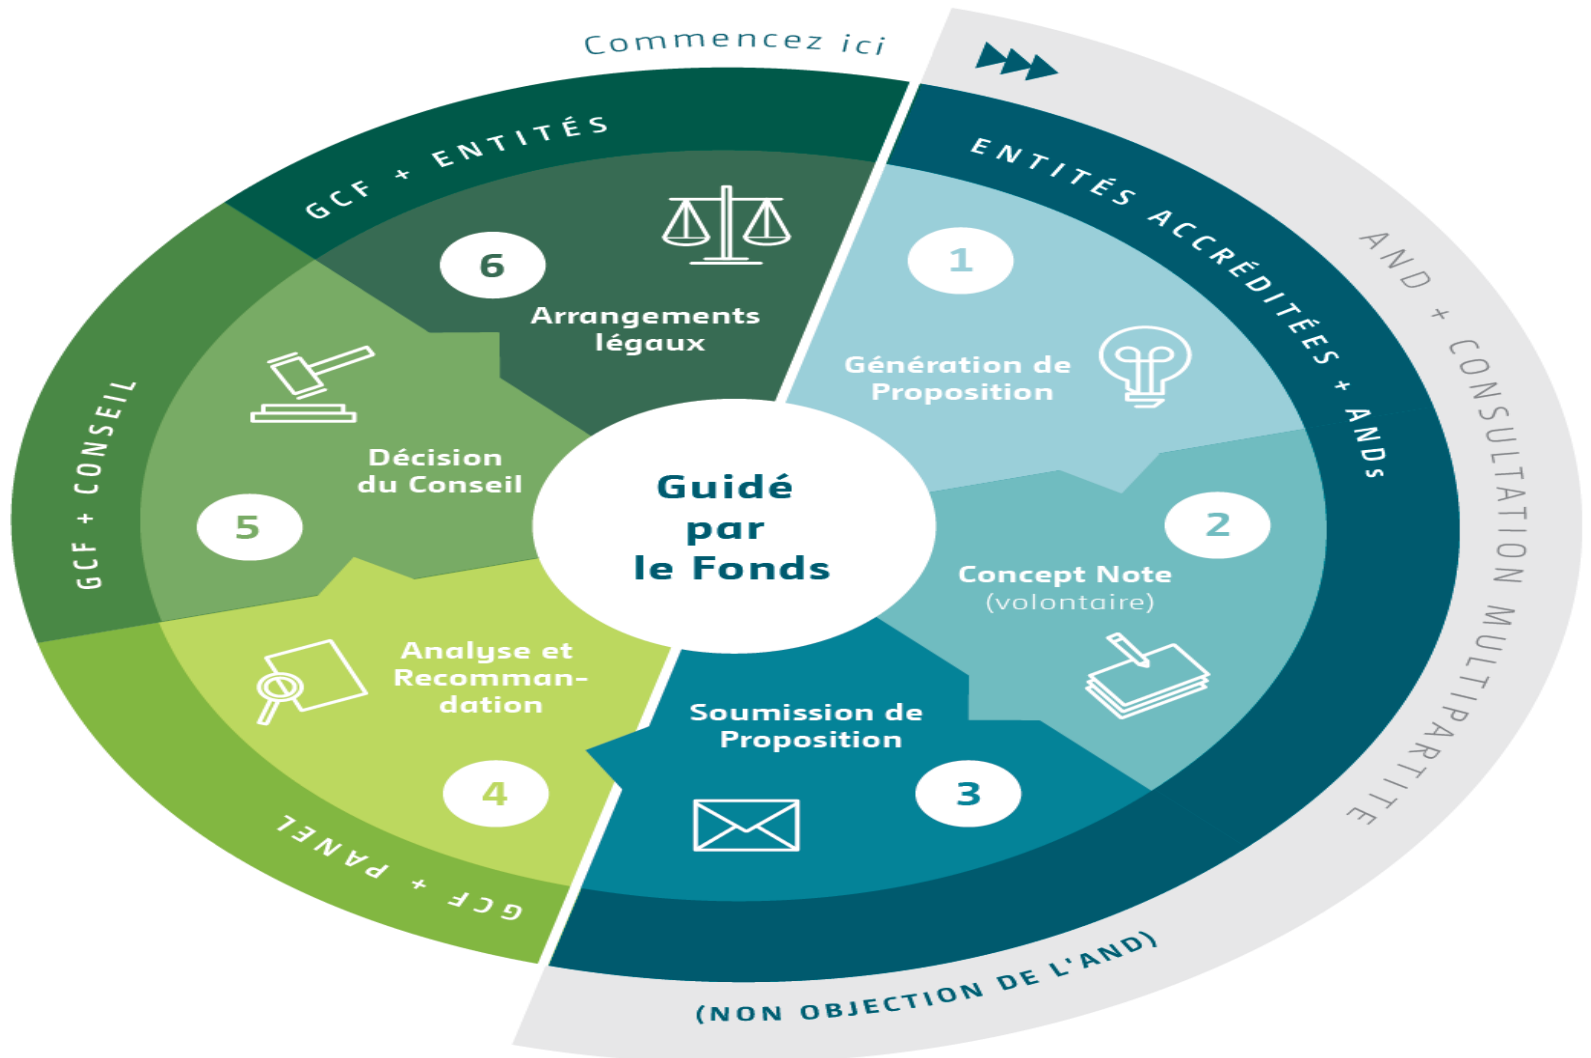 Commencez ici
ENTITÉS ACCRÉDITÉES + ANDs
AND + CONSULTATION MULTIPARTITE
(NON OBJECTION DE L'AND)
1
Génération de
Proposition
2
Concept Note
(volontaire)
3
Soumission de
Proposition
GCF + PANEL
4
Analyse et
Recomman-
dation
GCF + CONSEIL
5
Décision
du Conseil
GCF + ENTITÉS
6
Arrangements
légaux
Guidé
par
le Fonds